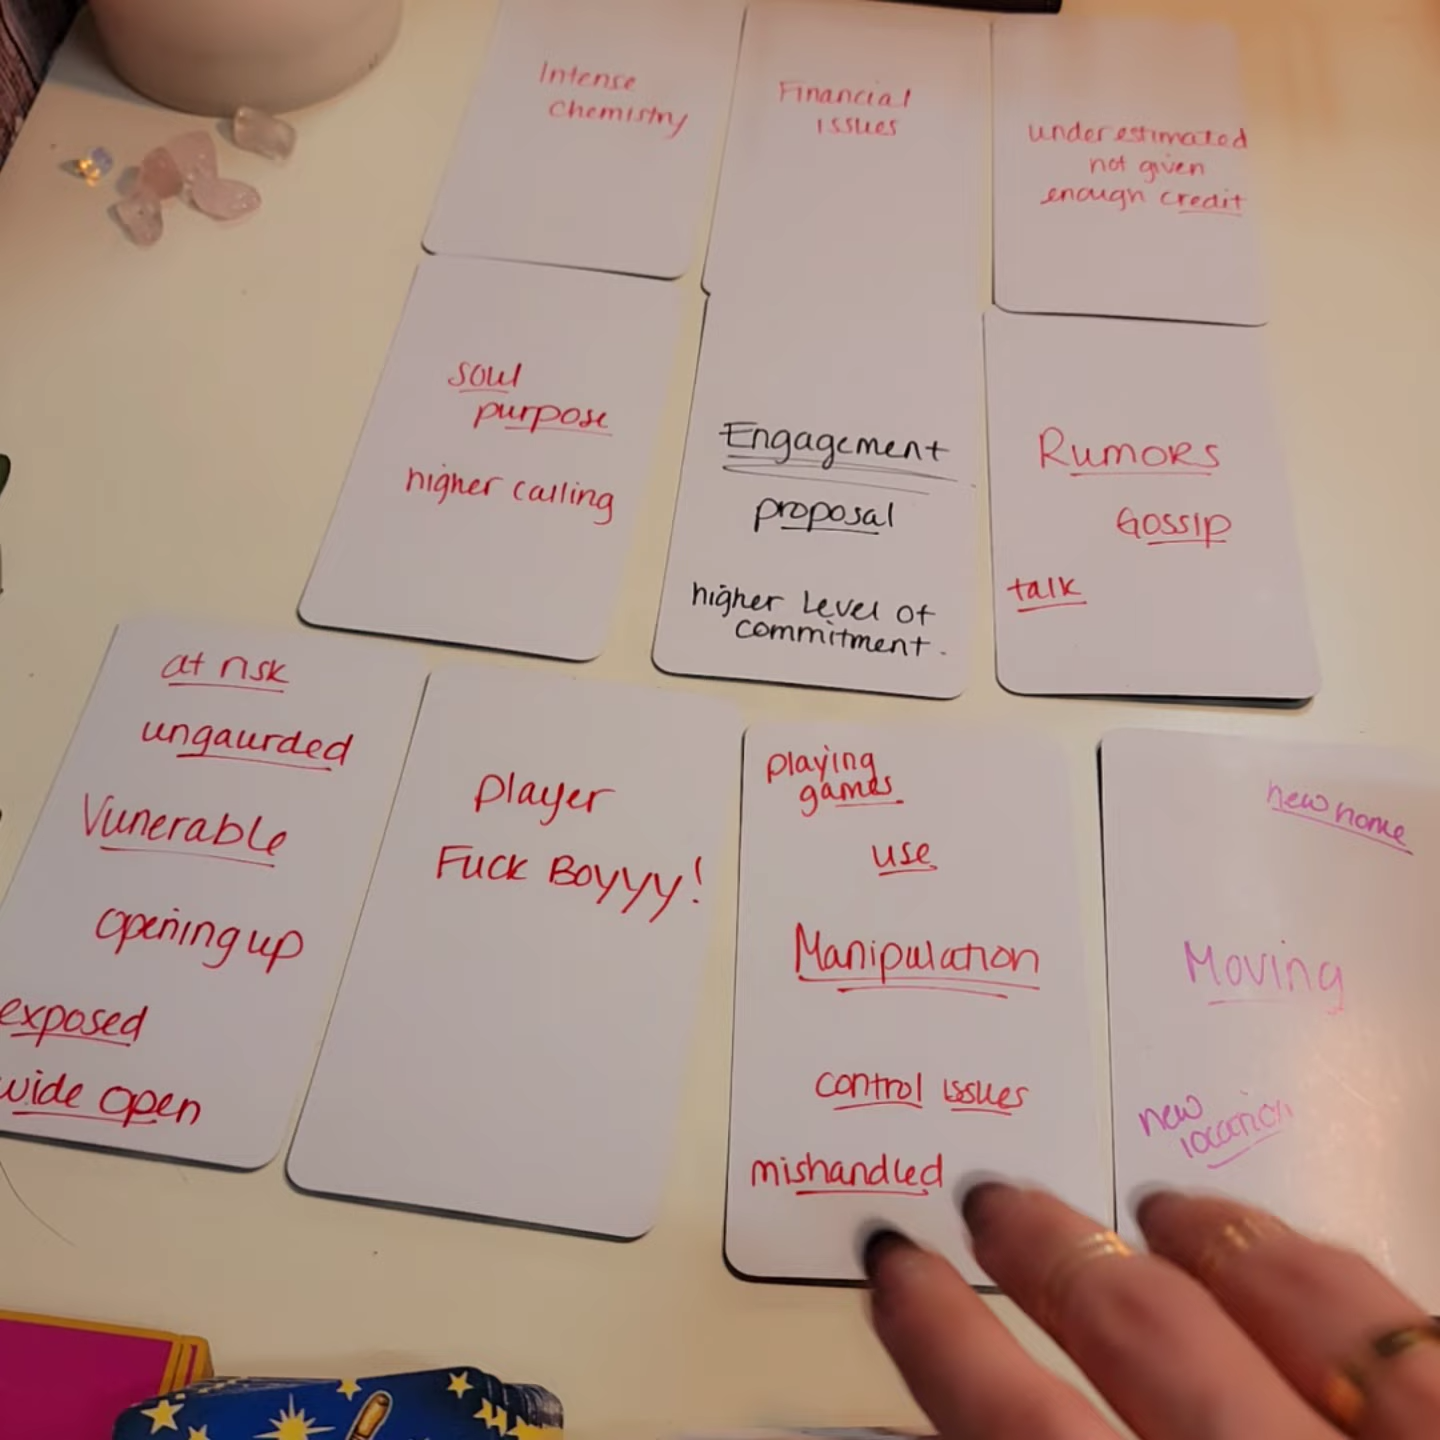 Intense
chemistry
Financial
issues
underestimated
not given
enough credit
soul
purpose
higher calling
Engagement
proposal
higher level of
commitment.
Rumors
Gossip
talk
at risk
ungaurded
Vunerable
opening up
exposed
wide open
player
Fuck Boyyy!
playing
games
use
Manipulation
control issues
mishandled
new home
Moving
new
location